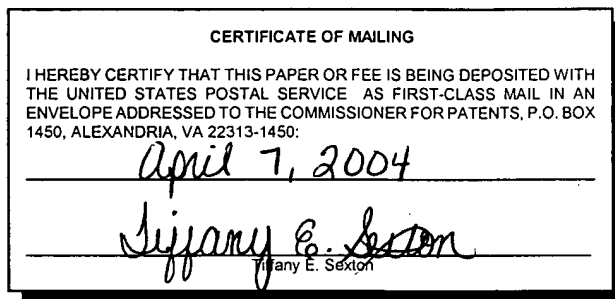 CERTIFICATE OF MAILING
I HEREBY CERTIFY THAT THIS PAPER OR FEE IS BEING DEPOSITED WITH
THE UNITED STATES POSTAL SERVICE AS FIRST-CLASS MAIL IN AN
ENVELOPE ADDRESSED TO THE COMMISSIONER FOR PATENTS, P.O. BOX
1450, ALEXANDRIA, VA 22313-1450:
April 7, 2004
Tiffany E. Sexton
Tiffany E. Sexton